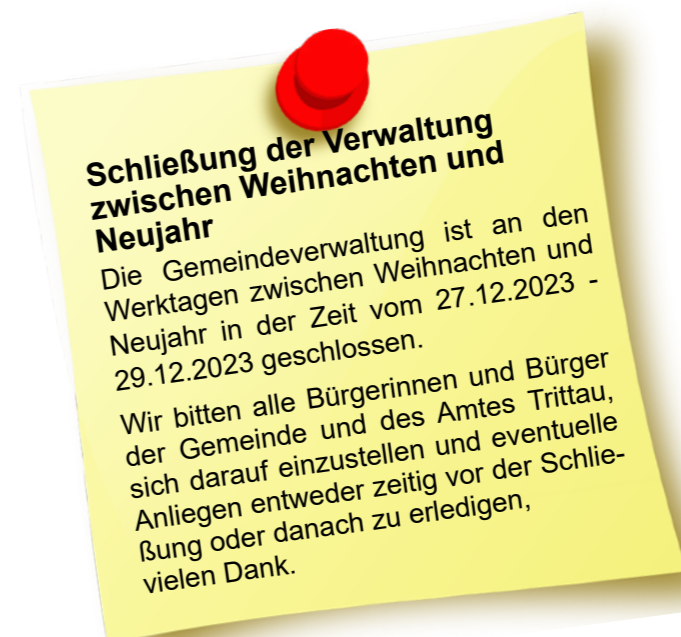 Schließung der Verwaltung
zwischen Weihnachten und
Neujahr
Die Gemeindeverwaltung ist an den
Werktagen zwischen Weihnachten und
Neujahr in der Zeit vom 27.12.2023 -
29.12.2023 geschlossen.
Wir bitten alle Bürgerinnen und Bürger
der Gemeinde und des Amtes Trittau,
sich darauf einzustellen und eventuelle
Anliegen entweder zeitig vor der Schlie-
ßung oder danach zu erledigen,
vielen Dank.